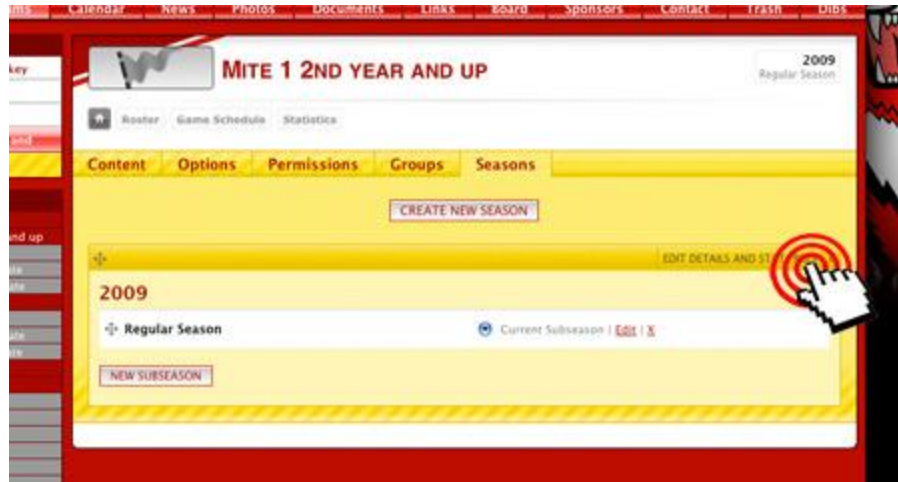 Calendar News Photos Documents Links Board Sponsors Contact Trash Dibs
MITE 1 2ND YEAR AND UP
2009
Regular Season
Roster Game Schedule Statistics
Content Options Permissions Groups Seasons
CREATE NEW SEASON
and up
EDIT DETAILS AND
2009
Regular Season
Current Subseason | Edit | X
NEW SUBSEASON